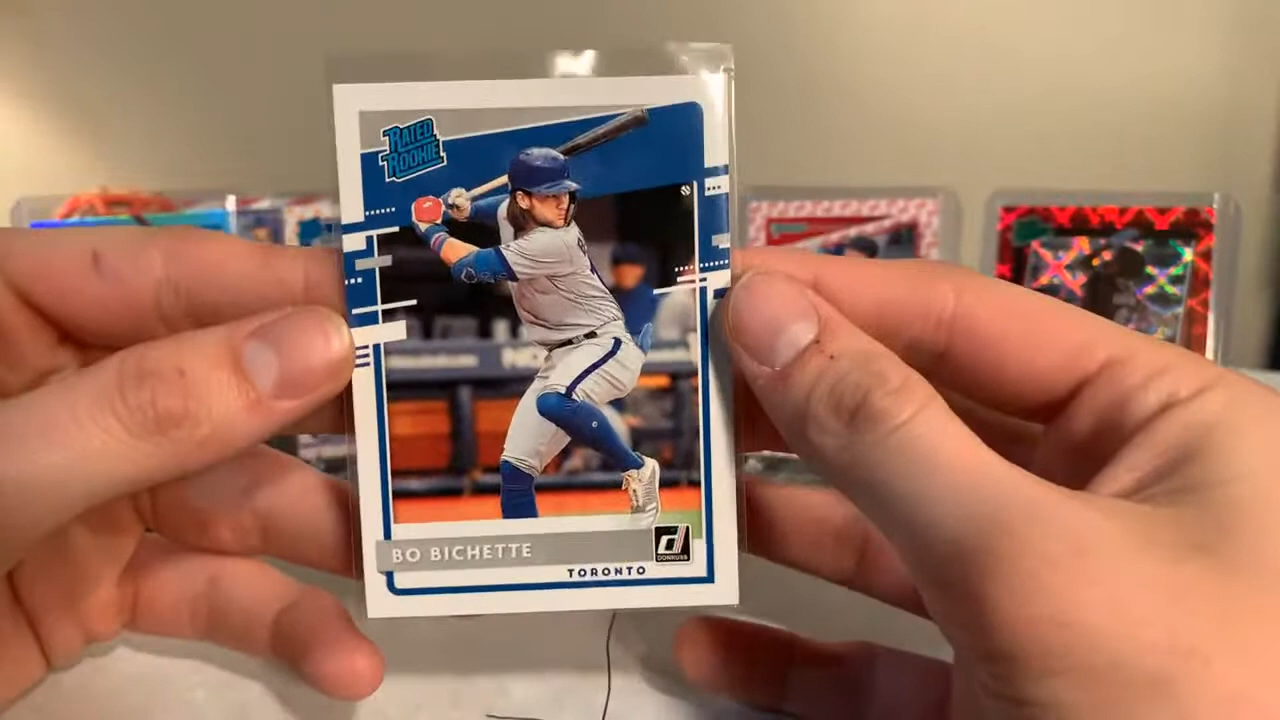 RATED
ROOKIE
BO BICHETTE
DONRUSS
TORONTO